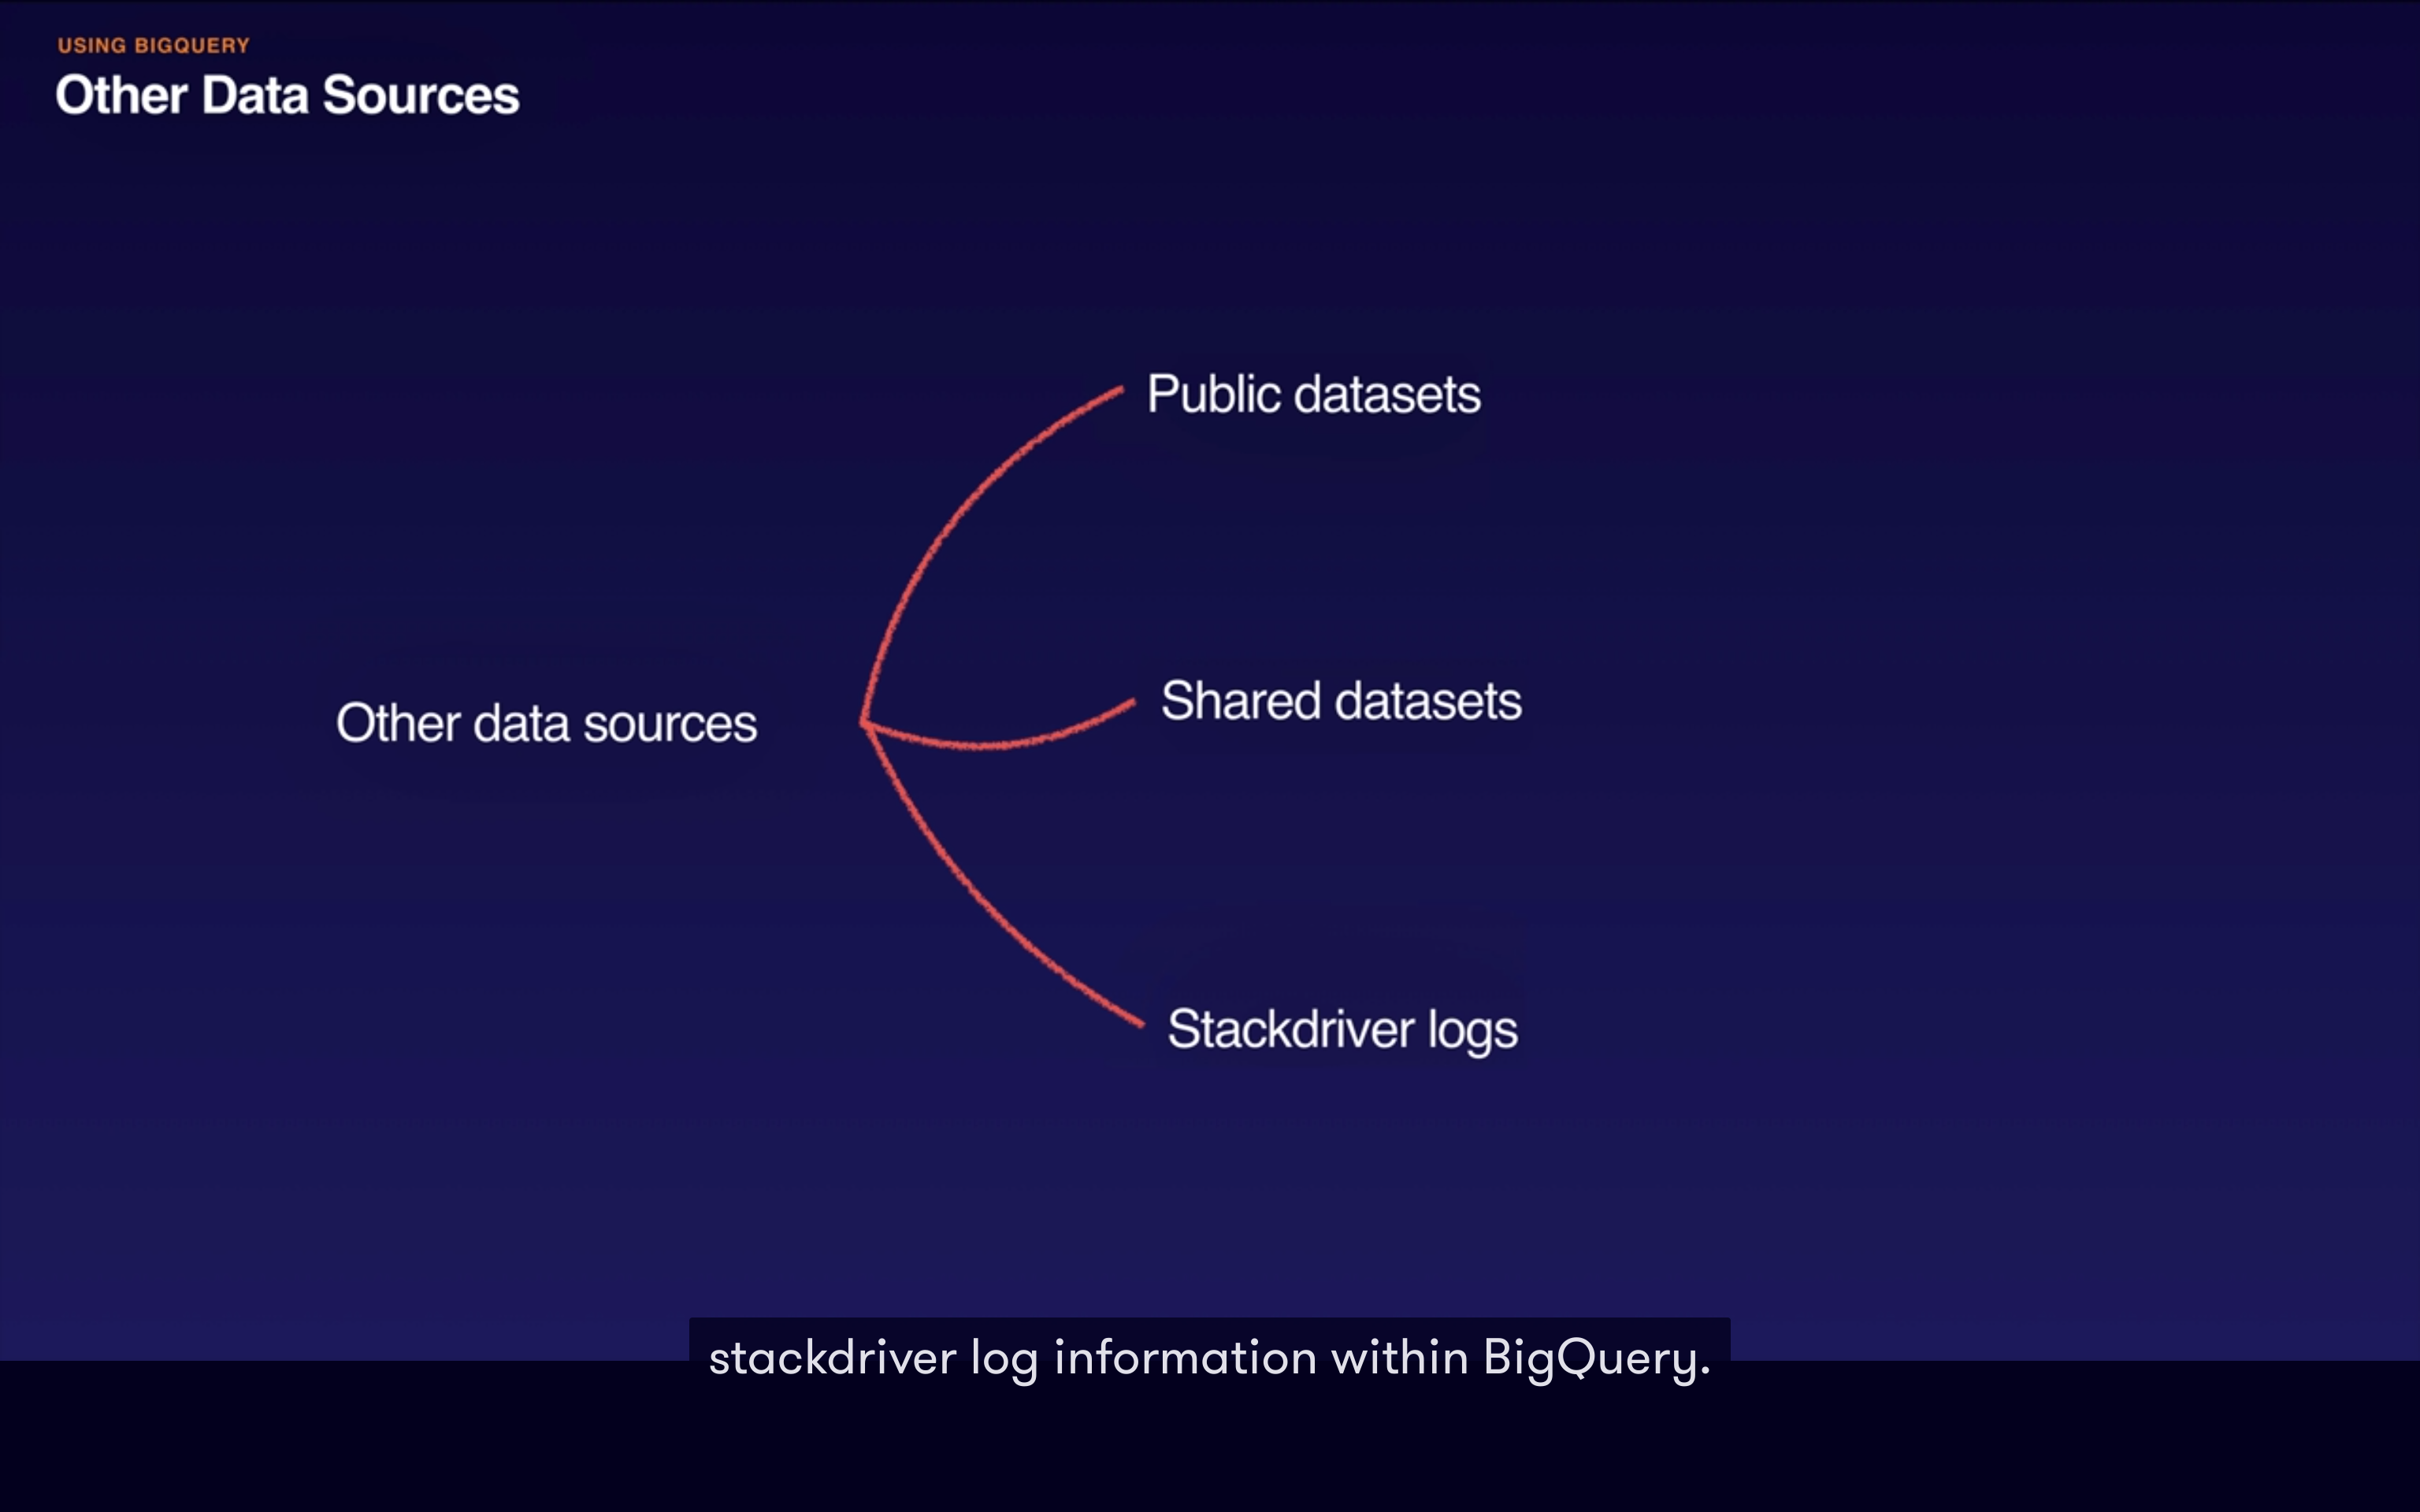 USING BIGQUERY
Other Data Sources
Public datasets
Other data sources
Shared datasets
Stackdriver logs
stackdriver log information within BigQuery.